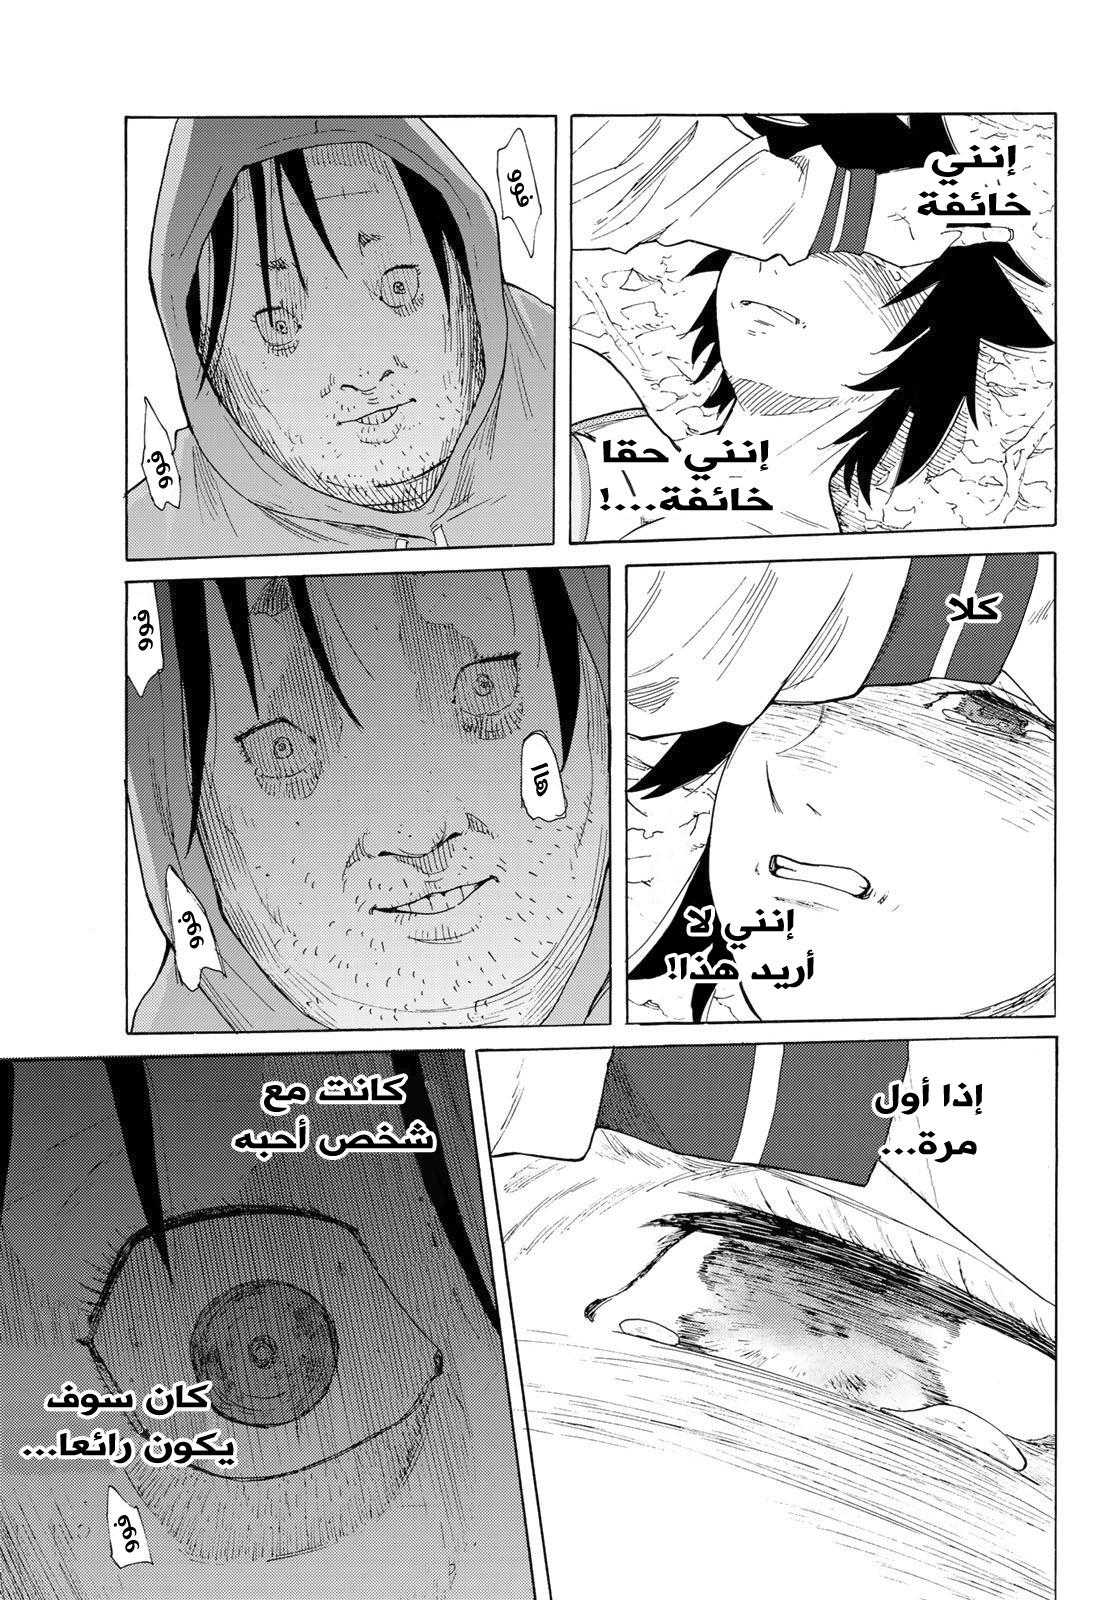 إنني
خائفة
إنني حقا
خائفة....!
فوو
فوو
كلا
إنني لا
أريد هذا!
فوو
هاا
فوو
إذا أول
مرة...
كانت مع
شخص أحبه
كان سوف
يكون رائعا...
فوو